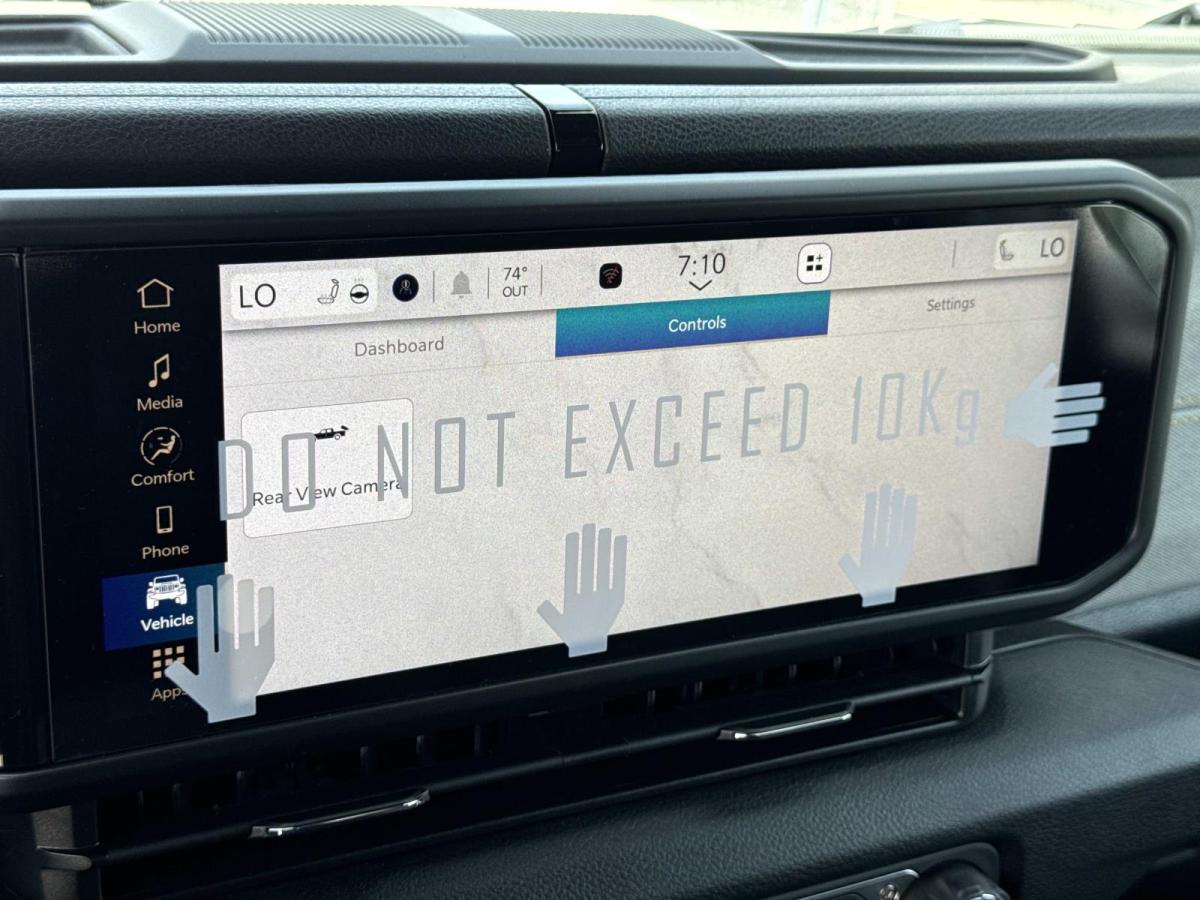 LO
74°
OUT
7:10
LO
Home
Dashboard
Controls
Settings
Media
Comfort
DO NOT EXCEED 10Kg
Rear View Camera
Phone
Vehicle
Apps